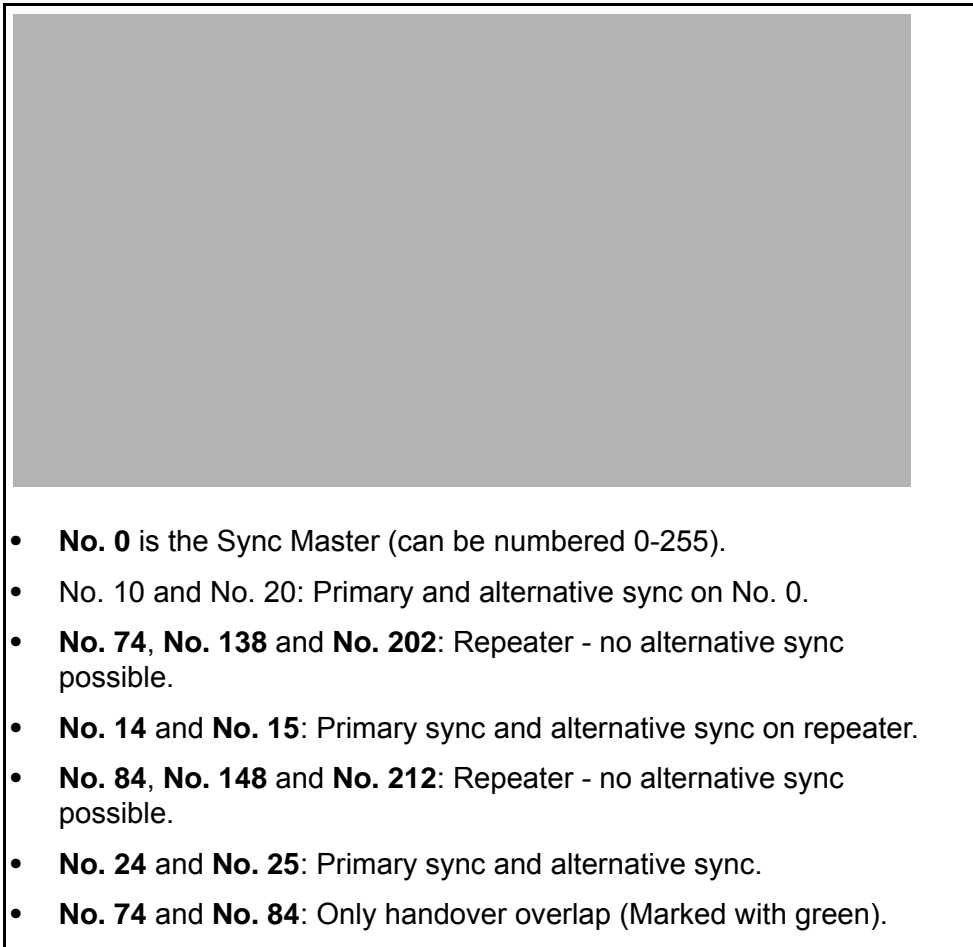 • No. 0 is the Sync Master (can be numbered 0-255).
• No. 10 and No. 20: Primary and alternative sync on No. 0.
• No. 74, No. 138 and No. 202: Repeater - no alternative sync
possible.
• No. 14 and No. 15: Primary sync and alternative sync on repeater.
• No. 84, No. 148 and No. 212: Repeater - no alternative sync
possible.
• No. 24 and No. 25: Primary sync and alternative sync.
• No. 74 and No. 84: Only handover overlap (Marked with green).